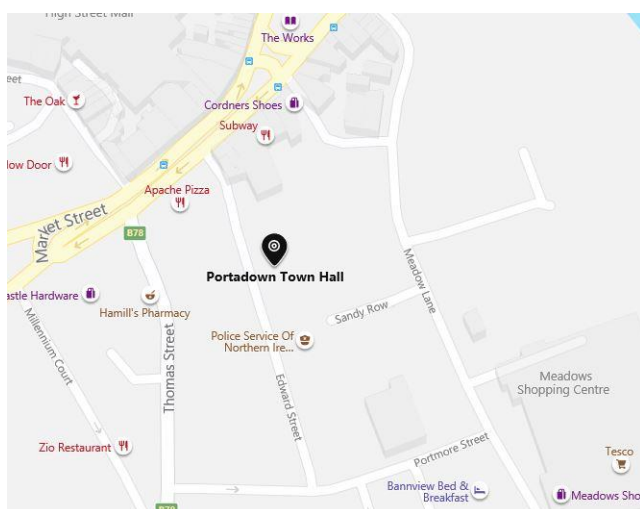 High Street Mall
The Works
The Oak
Cordners Shoes
Subway
low Door
Apache Pizza
Market Street
B78
Portadown Town Hall
astle Hardware
Hamill's Pharmacy
Meadow Lane
Sandy Row
Millennium Court
Police Service Of
Northern Ire...
Thomas Street
Edward Street
Meadows
Shopping Centre
Zio Restaurant
Portmore Street
Tesco
Bannview Bed &
Breakfast
Meadows Sho
B78